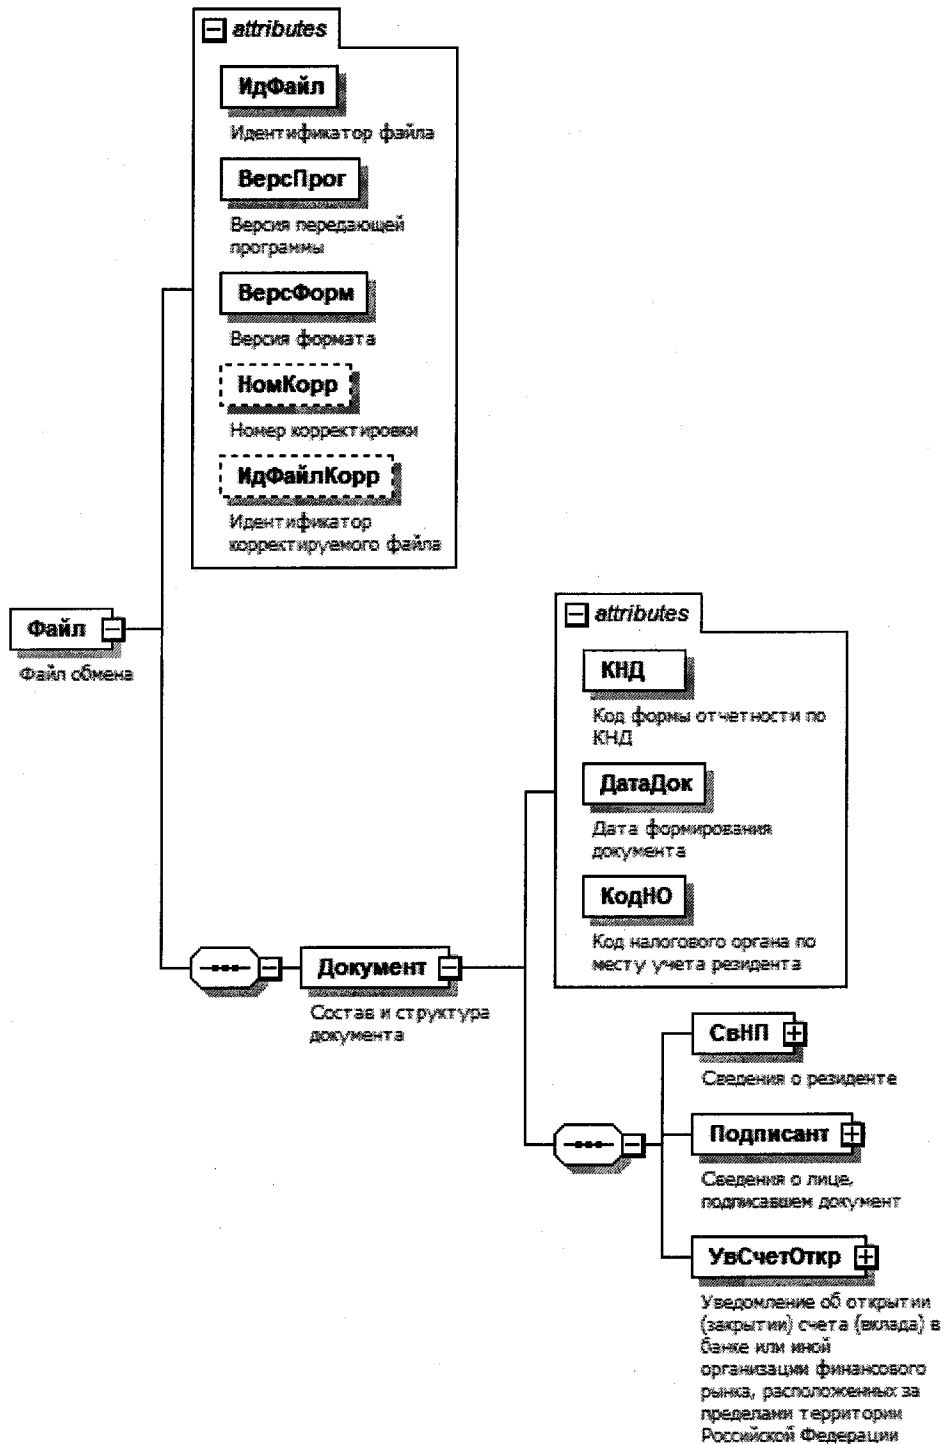 attributes
ИдФайл
Идентификатор файла
ВерсПрог
Версия передающей
программы
ВерсФорм
Версия формата
НомКорр
Номер корректировки
ИдФайлКорр
Идентификатор
корректируемого файла
Файл
Файл обмена
attributes
КНД
Код формы отчетности по
КНД
ДатаДок
Дата формирования
документа
КодНО
Код налогового органа по
месту учета резидента
Документ
Состав и структура
документа
СвНП
Сведения о резиденте
Подписант
Сведения о лице,
подписавшем документ
УвСчетОткр
Уведомление об открытии
(закрытии) счета (вклада) в
банке или иной
организации финансового
рынка, расположенных за
пределами территории
Российской Федерации